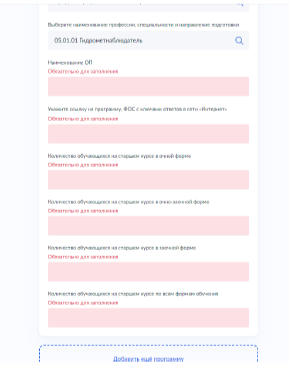 Выберите наименование профессии, специальности и направление подготовки
05.01.01 Гидрометнаблюдатель
Наименование ОП
Обязательно для заполнения
Укажите ссылку на программу, ФОС с ключами ответов в сети «Интернет»
Обязательно для заполнения
Количество обучающихся на старшем курсе в очной форме
Обязательно для заполнения
Количество обучающихся на старшем курсе в очно-заочной форме
Обязательно для заполнения
Количество обучающихся на старшем курсе в заочной форме
Обязательно для заполнения
Количество обучающихся на старшем курсе по всем формам обучения
Обязательно для заполнения
Добавить ещё программу